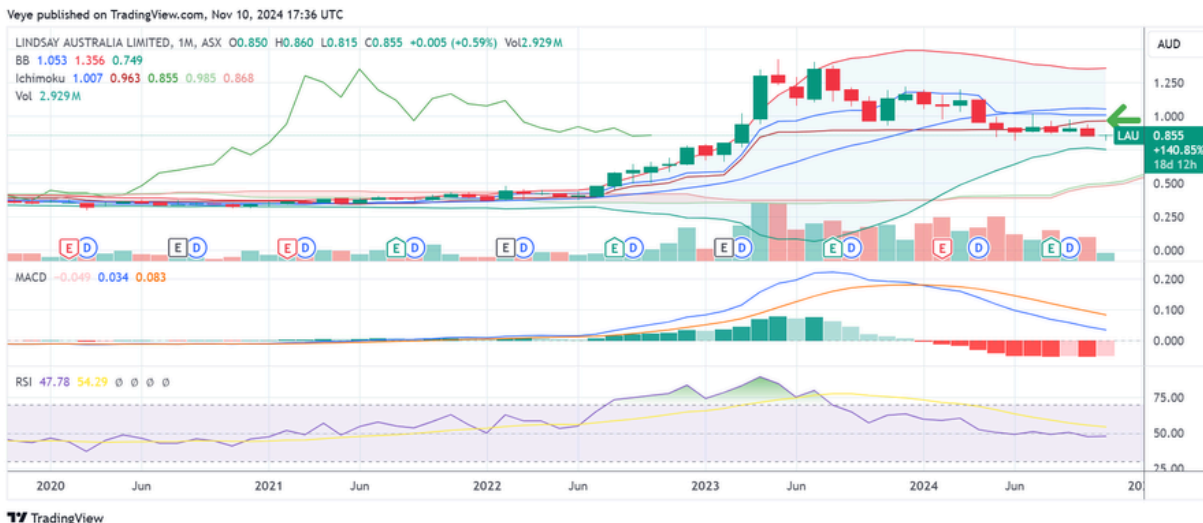 Veye published on TradingView.com, Nov 10, 2024 17:36 UTC
LINDSAY AUSTRALIA LIMITED, 1M, ASX O0.850 H0.860 L0.815 C0.855 +0.005 (+0.59%) Vol2.929M
AUD
BB 1.053 1.356 0.749
Ichimoku 1.007 0.963 0.855 0.985 0.868
Vol 2.929M
1.250
1.000
LAU 0.855
+140.85%
18d 12h
0.500
0.250
0.000
E D E D E D E D E D E D E D E D E D E D
MACD -0.049 0.034 0.083
0.200
0.100
0.000
RSI 47.78 54.29 ∅ ∅ ∅ ∅
75.00
50.00
25.00
2020 Jun 2021 Jun 2022 Jun 2023 Jun 2024 Jun
TradingView